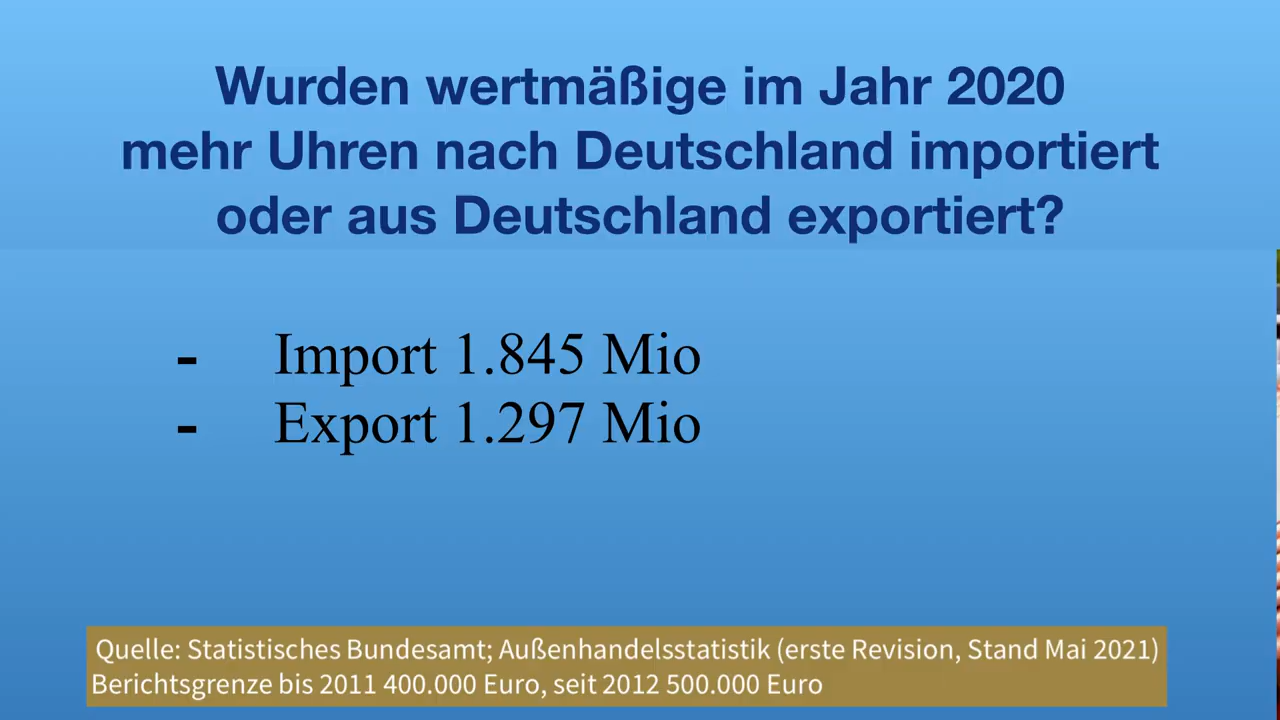 Wurden wertmäßige im Jahr 2020
mehr Uhren nach Deutschland importiert
oder aus Deutschland exportiert?
- Import 1.845 Mio
- Export 1.297 Mio
Quelle: Statistisches Bundesamt; Außenhandelsstatistik (erste Revision, Stand Mai 2021)
Berichtsgrenze bis 2011 400.000 Euro, seit 2012 500.000 Euro